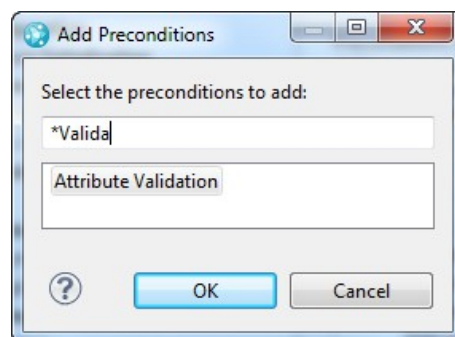 Add Preconditions
Select the preconditions to add:
*Valida
Attribute Validation
OK Cancel